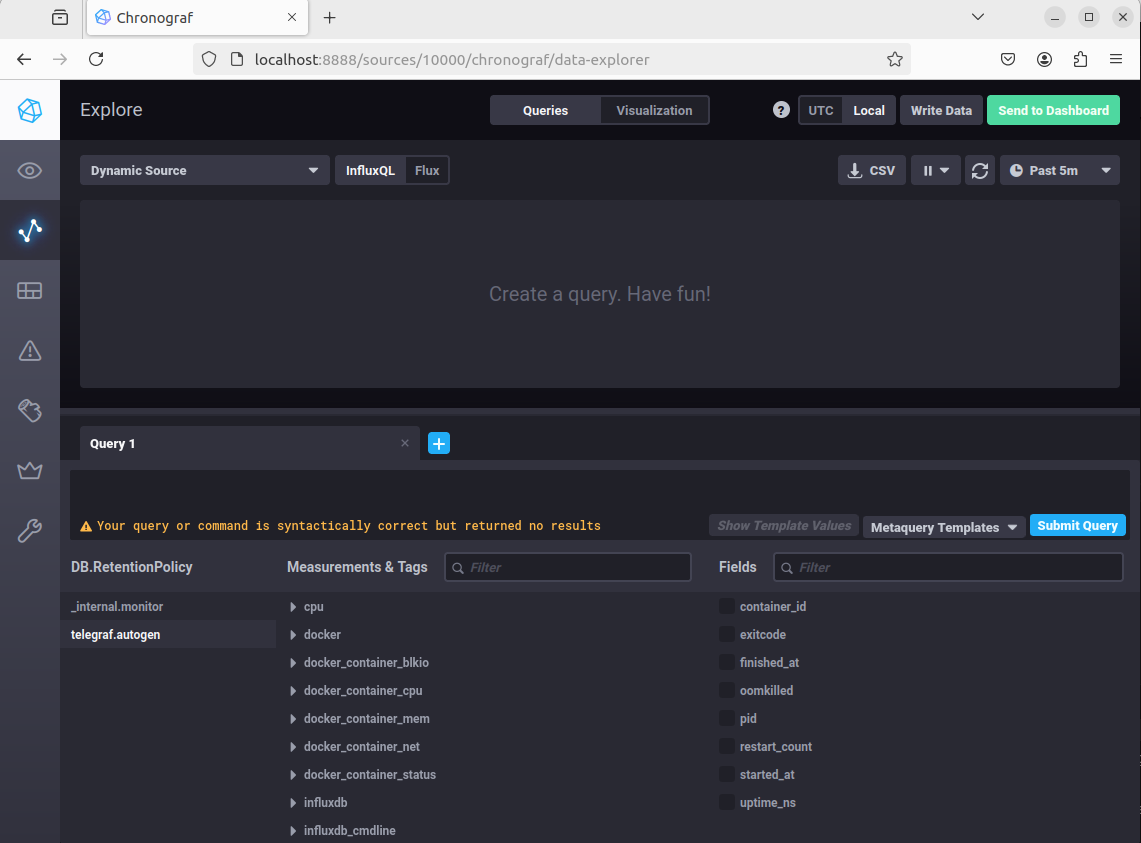 Chronograf
localhost:8888/sources/10000/chronograf/data-explorer
Explore
Queries
Visualization
?
UTC
Local
Write Data
Send to Dashboard
Dynamic Source
InfluxQL
Flux
CSV
Past 5m
Create a query. Have fun!
Query 1
Your query or command is syntactically correct but returned no results
Show Template Values
Metaquery Templates
Submit Query
DB.RetentionPolicy
Measurements & Tags
Filter
Fields
Filter
_internal.monitor
telegraf.autogen
cpu
docker
docker_container_blkio
docker_container_cpu
docker_container_mem
docker_container_net
docker_container_status
influxdb
influxdb_cmdline
container_id
exitcode
finished_at
oomkilled
pid
restart_count
started_at
uptime_ns